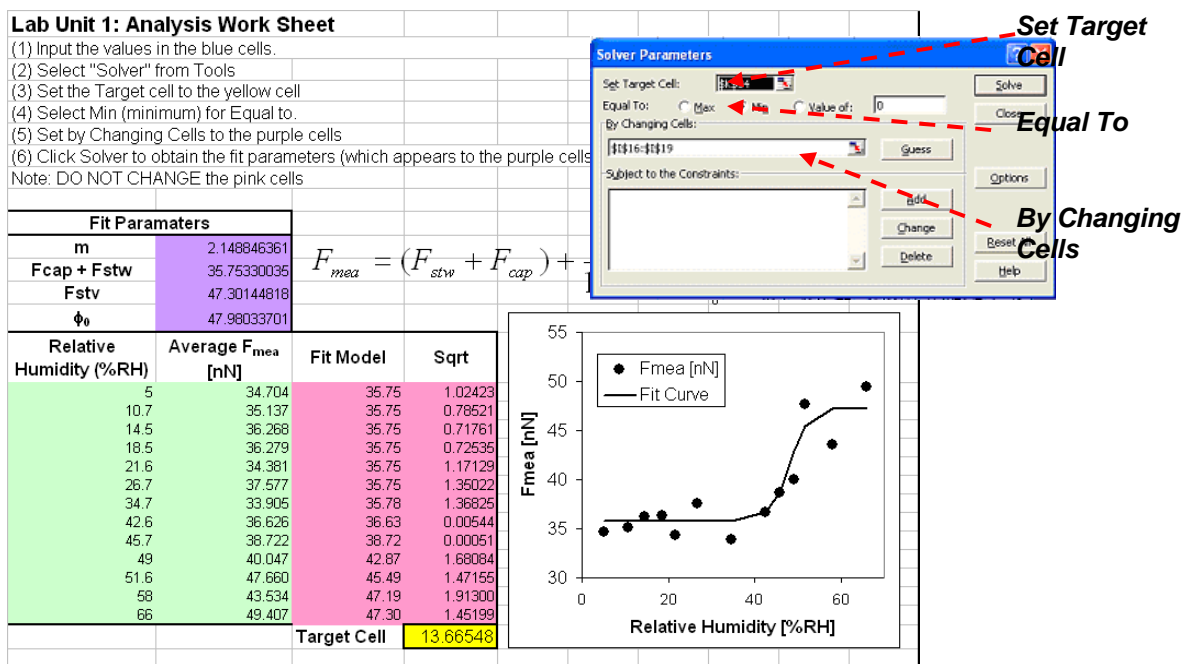 Lab Unit 1: Analysis Work Sheet
(1) Input the values in the blue cells.
(2) Select "Solver" from Tools
(3) Set the Target cell to the yellow cell
(4) Select Min (minimum) for Equal to.
(5) Set by Changing Cells to the purple cells
(6) Click Solver to obtain the fit parameters (which appears to the purple cells
Note: DO NOT CHANGE the pink cells
Solver Parameters
Set Target Cell:
Equal To: Max Min Value of: 0
By Changing Cells:
$I$16:$I$19
Guess
Subject to the Constraints:
Add
Change
Delete
Solve
Close
Options
Reset All
Help
Set Target
Cell
Equal To
By Changing
Cells
Fit Paramaters
m 2.148846361
Fcap + Fstw 35.75330035
Fstv 47.30144818
ϕ0 47.98033701
Fmea = (Fstw + Fcap) +
Relative Humidity (%RH) Average Fmea [nN] Fit Model Sqrt
5 34.704 35.75 1.02423
10.7 35.137 35.75 0.78521
14.5 36.268 35.75 0.71761
18.5 36.279 35.75 0.72535
21.6 34.381 35.75 1.17129
26.7 37.577 35.75 1.35022
34.7 33.905 35.78 1.36825
42.6 36.626 36.63 0.00544
45.7 38.722 38.72 0.00051
49 40.047 42.87 1.68084
51.6 47.660 45.49 1.47155
58 43.534 47.19 1.91300
66 49.407 47.30 1.45199
Target Cell 13.66548
Fmea [nN]
Fit Curve
Fmea [nN]
55
50
45
40
35
30
0 20 40 60
Relative Humidity [%RH]